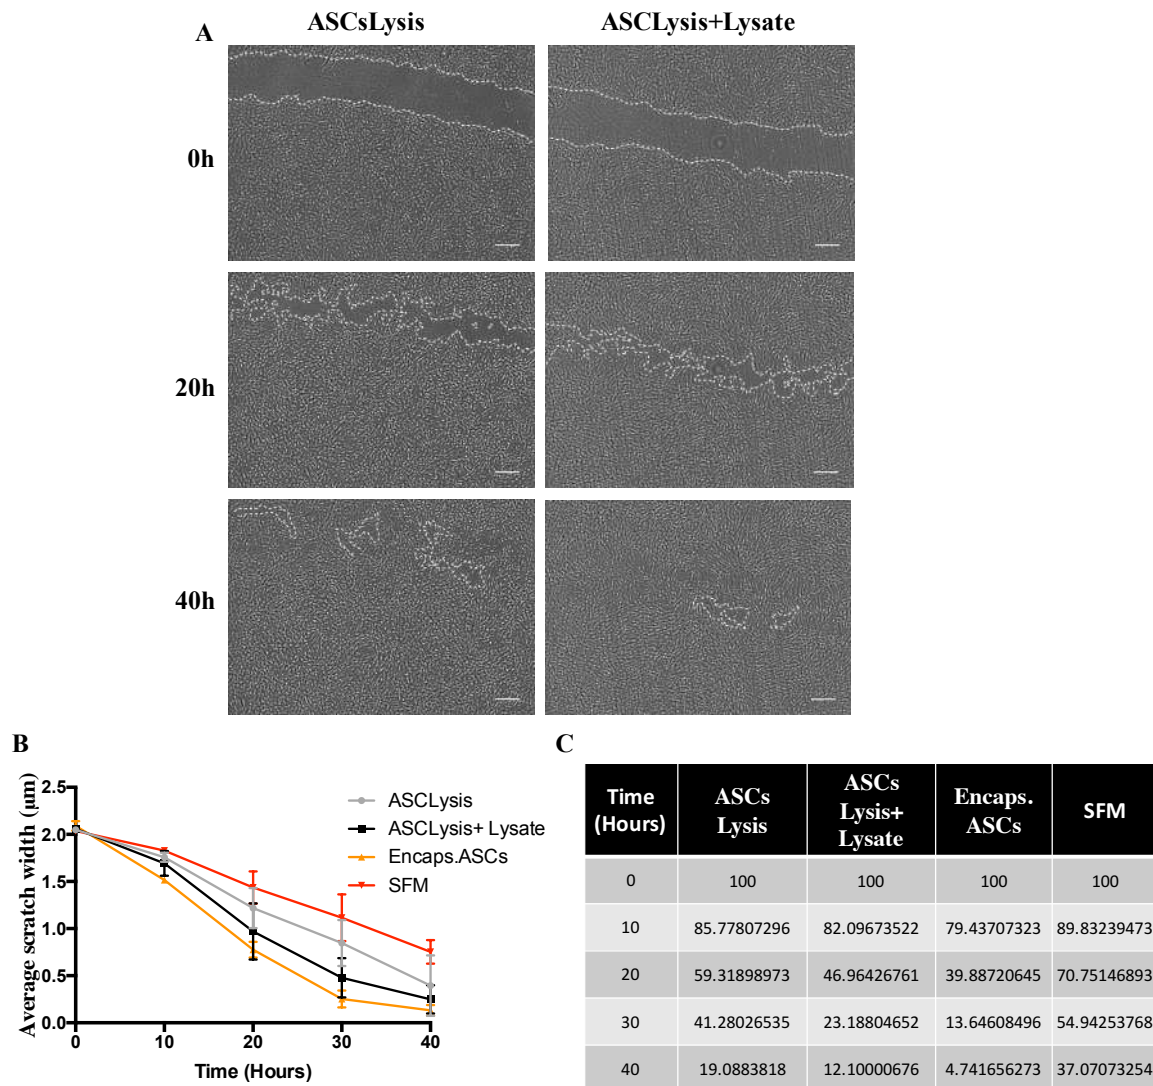 A
ASCsLysis
ASCLysis+Lysate
0h
20h
40h
B
Average scratch width (µm)
2.5
2.0
1.5
1.0
0.5
0.0
0
10
20
30
40
Time (Hours)
ASCLysis
ASCLysis+ Lysate
Encaps.ASCs
SFM
C
Time (Hours) ASCs Lysis ASCs Lysis+ Lysate Encaps. ASCs SFM
0 100 100 100 100
10 85.77807296 82.09673522 79.43707323 89.83239473
20 59.31898973 46.96426761 39.88720645 70.75146893
30 41.28026535 23.18804652 13.64608496 54.94253768
40 19.0883818 12.10000676 4.741656273 37.07073254